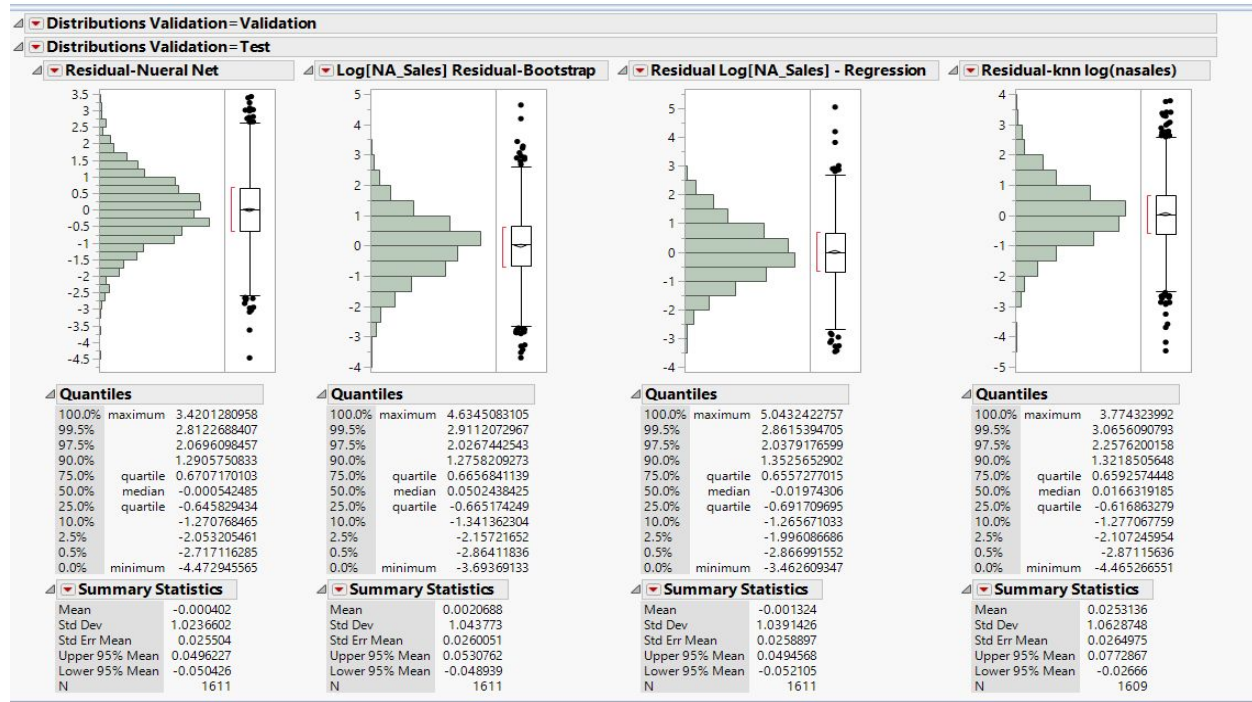 Distributions Validation=Validation
Distributions Validation=Test
Residual-Nueral Net
3.5
3
2.5
2
1.5
1
0.5
0
-0.5
-1
-1.5
-2
-2.5
-3
-3.5
-4
-4.5
Quantiles
100.0% maximum 3.4201280958
99.5% 2.8122688407
97.5% 2.0696098457
90.0% 1.2905750833
75.0% quartile 0.6707170103
50.0% median -0.000542485
25.0% quartile -0.645829434
10.0% -1.270768465
2.5% -2.053205461
0.5% -2.717116285
0.0% minimum -4.472945565
Summary Statistics
Mean -0.000402
Std Dev 1.0236602
Std Err Mean 0.025504
Upper 95% Mean 0.0496227
Lower 95% Mean -0.050426
N 1611
Log[NA_Sales] Residual-Bootstrap
5
4
3
2
1
0
-1
-2
-3
-4
Quantiles
100.0% maximum 4.6345083105
99.5% 2.9112072967
97.5% 2.0267442543
90.0% 1.2758209273
75.0% quartile 0.6656841139
50.0% median 0.0502438425
25.0% quartile -0.665174249
10.0% -1.341362304
2.5% -2.15721652
0.5% -2.86411836
0.0% minimum -3.69369133
Summary Statistics
Mean 0.0020688
Std Dev 1.043773
Std Err Mean 0.0260051
Upper 95% Mean 0.0530762
Lower 95% Mean -0.048939
N 1611
Residual Log[NA_Sales] - Regression
5
4
3
2
1
0
-1
-2
-3
-4
Quantiles
100.0% maximum 5.0432422757
99.5% 2.8615394705
97.5% 2.0379176599
90.0% 1.3525652902
75.0% quartile 0.6557277015
50.0% median -0.01974306
25.0% quartile -0.691709695
10.0% -1.265671033
2.5% -1.996086686
0.5% -2.866991552
0.0% minimum -3.462609347
Summary Statistics
Mean -0.001324
Std Dev 1.0391426
Std Err Mean 0.0258897
Upper 95% Mean 0.0494568
Lower 95% Mean -0.052105
N 1611
Residual-knn log(nasales)
4
3
2
1
0
-1
-2
-3
-4
-5
Quantiles
100.0% maximum 3.774323992
99.5% 3.0656090793
97.5% 2.2576200158
90.0% 1.3218505648
75.0% quartile 0.6592574448
50.0% median 0.0166319185
25.0% quartile -0.616863279
10.0% -1.277067759
2.5% -2.107245954
0.5% -2.87115636
0.0% minimum -4.465266551
Summary Statistics
Mean 0.0253136
Std Dev 1.0628748
Std Err Mean 0.0264975
Upper 95% Mean 0.0772867
Lower 95% Mean -0.02666
N 1609